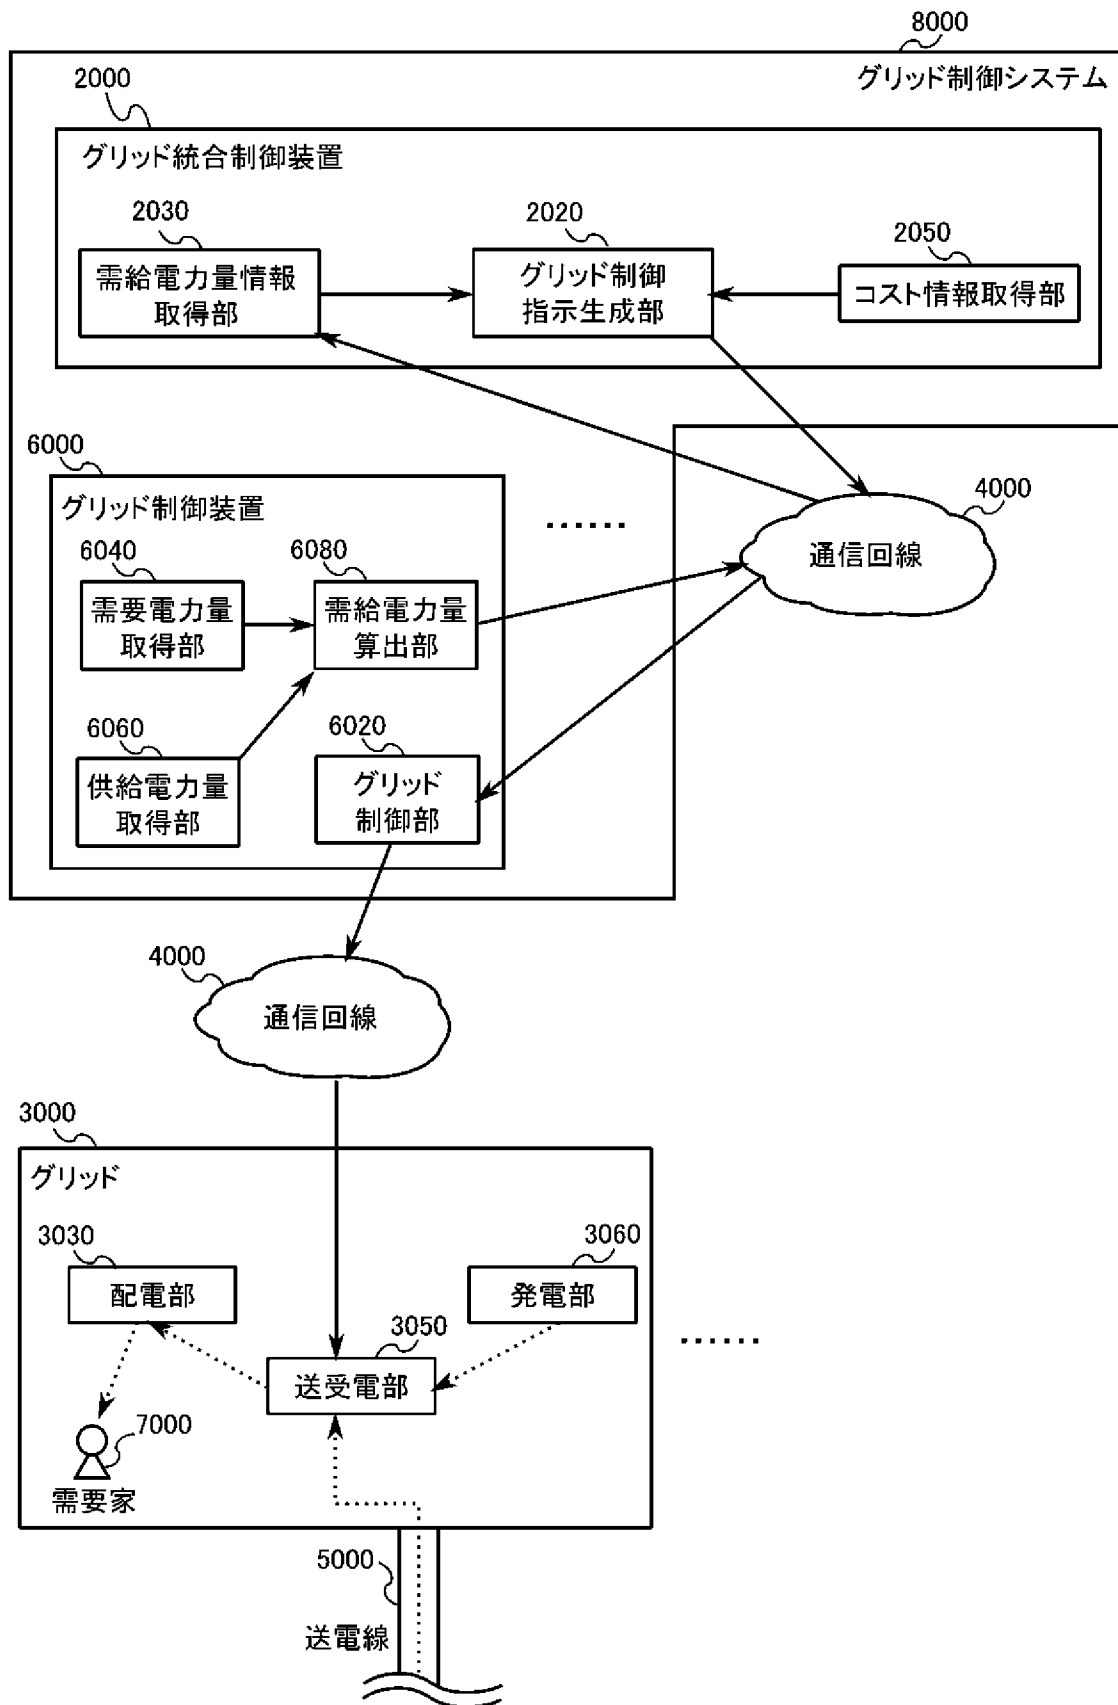 8000
グリッド制御システム
2000
グリッド統合制御装置
2030
需給電力量情報
取得部
2020
グリッド制御
指示生成部
2050
コスト情報取得部
6000
グリッド制御装置
6040
需要電力量
取得部
6080
需給電力量
算出部
......
4000
通信回線
6060
供給電力量
取得部
6020
グリッド
制御部
4000
通信回線
3000
グリッド
3030
配電部
3060
発電部
3050
送受電部
......
7000
需要家
5000
送電線